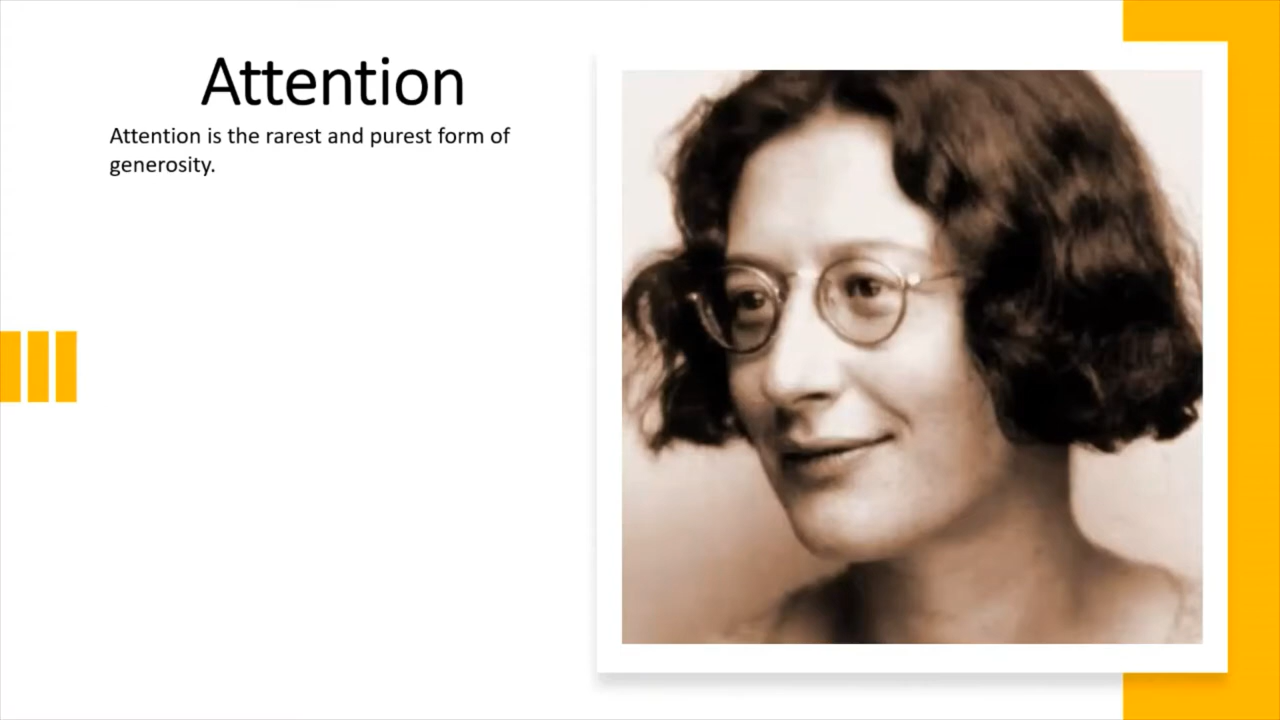 Attention
Attention is the rarest and purest form of
generosity.